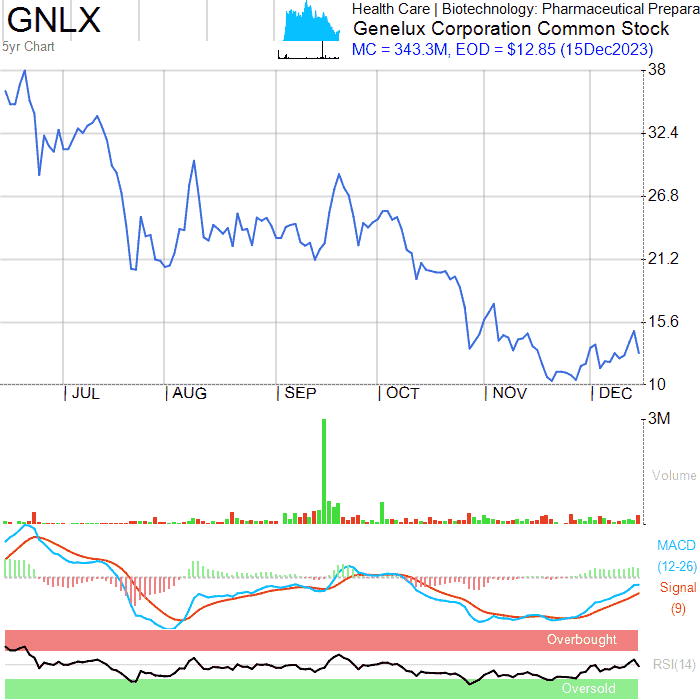 GNLX
5yr Chart
Health Care | Biotechnology: Pharmaceutical Prepara
Genelux Corporation Common Stock
MC = 343.3M, EOD = $12.85 (15Dec2023)
38
32.4
26.8
21.2
15.6
10
| JUL | AUG | SEP | OCT | NOV | DEC
3M
Volume
MACD
(12-26)
Signal
(9)
Overbought
RSI(14)
Oversold